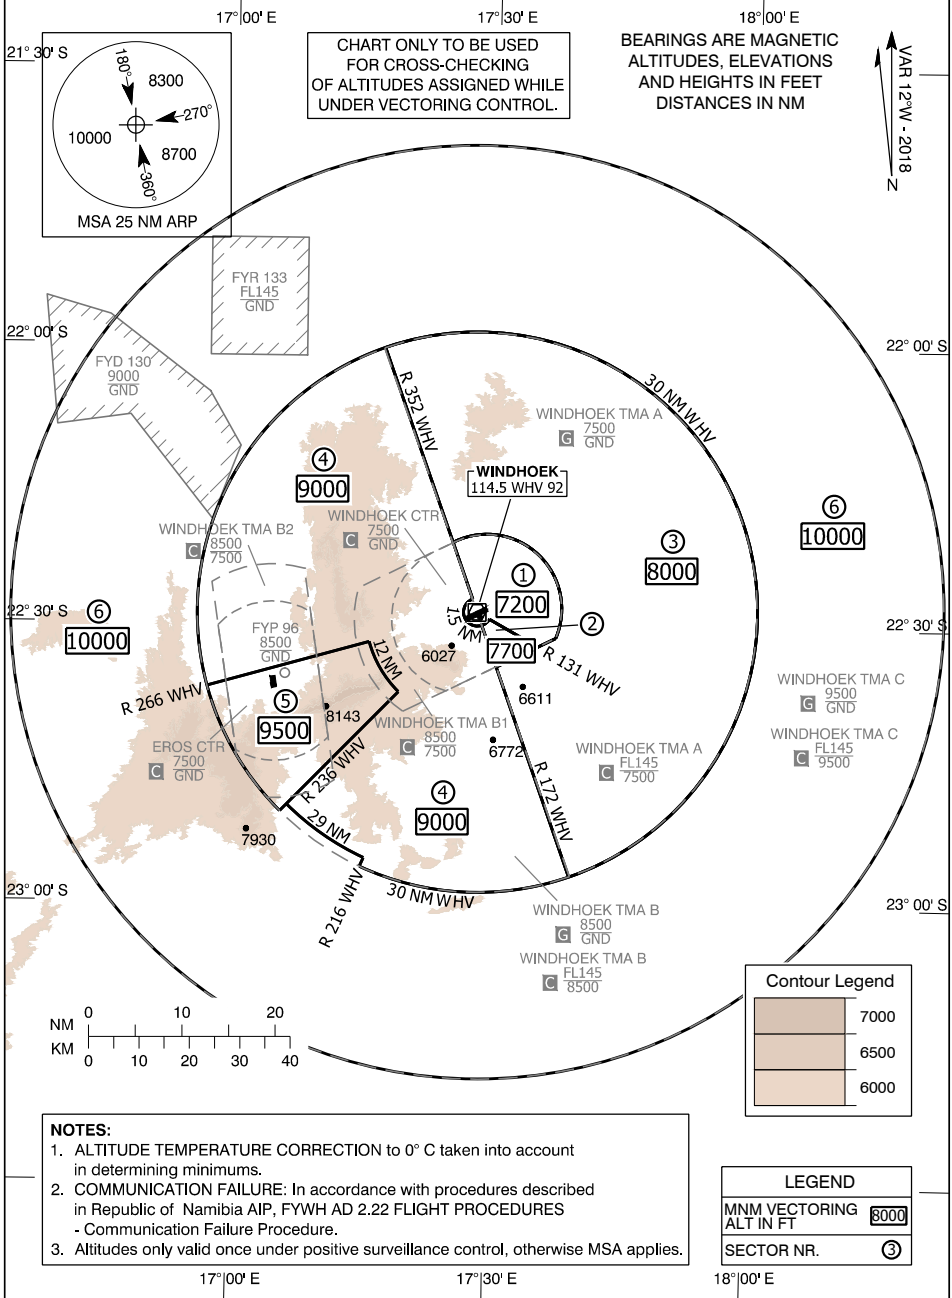 17° 00' E
17° 30' E
18° 00' E
21° 30' S
180°
8300
270°
10000
8700
360°
MSA 25 NM ARP
CHART ONLY TO BE USED
FOR CROSS-CHECKING
OF ALTITUDES ASSIGNED WHILE
UNDER VECTORING CONTROL.
BEARINGS ARE MAGNETIC
ALTITUDES, ELEVATIONS
AND HEIGHTS IN FEET
DISTANCES IN NM
VAR 12°W - 2018
N
FYR 133
FL145
GND
22° 00' S
22° 00' S
FYD 130
9000
GND
R 352 WHV
30 NM WHV
WINDHOEK TMA A
G 7500
GND
4
9000
WINDHOEK
114.5 WHV 92
WINDHOEK TMA B2
C 8500
7500
WINDHOEK CTR
C 7500
GND
3
8000
6
10000
1
7200
22° 30' S
22° 30' S
6
10000
15 NM
2
7700
FYP 96
8500
GND
12 NM
6027
R 131 WHV
R 266 WHV
5
9500
8143
6611
WINDHOEK TMA C
G 9500
GND
WINDHOEK TMA B1
C 8500
7500
6772
EROS CTR
C 7500
GND
R 236 WHV
WINDHOEK TMA A
C FL145
7500
WINDHOEK TMA C
C FL145
9500
R 172 WHV
4
9000
29 NM
7930
23° 00' S
23° 00' S
R 216 WHV
30 NM WHV
WINDHOEK TMA B
G 8500
GND
WINDHOEK TMA B
C FL145
8500
Contour Legend
7000
6500
6000
NM 0 10 20
KM 0 10 20 30 40
NOTES:
1. ALTITUDE TEMPERATURE CORRECTION to 0° C taken into account
in determining minimums.
2. COMMUNICATION FAILURE: In accordance with procedures described
in Republic of Namibia AIP, FYWH AD 2.22 FLIGHT PROCEDURES
- Communication Failure Procedure.
3. Altitudes only valid once under positive surveillance control, otherwise MSA applies.
LEGEND
MNM VECTORING
ALT IN FT 8000
SECTOR NR. 3
17° 00' E
17° 30' E
18° 00' E